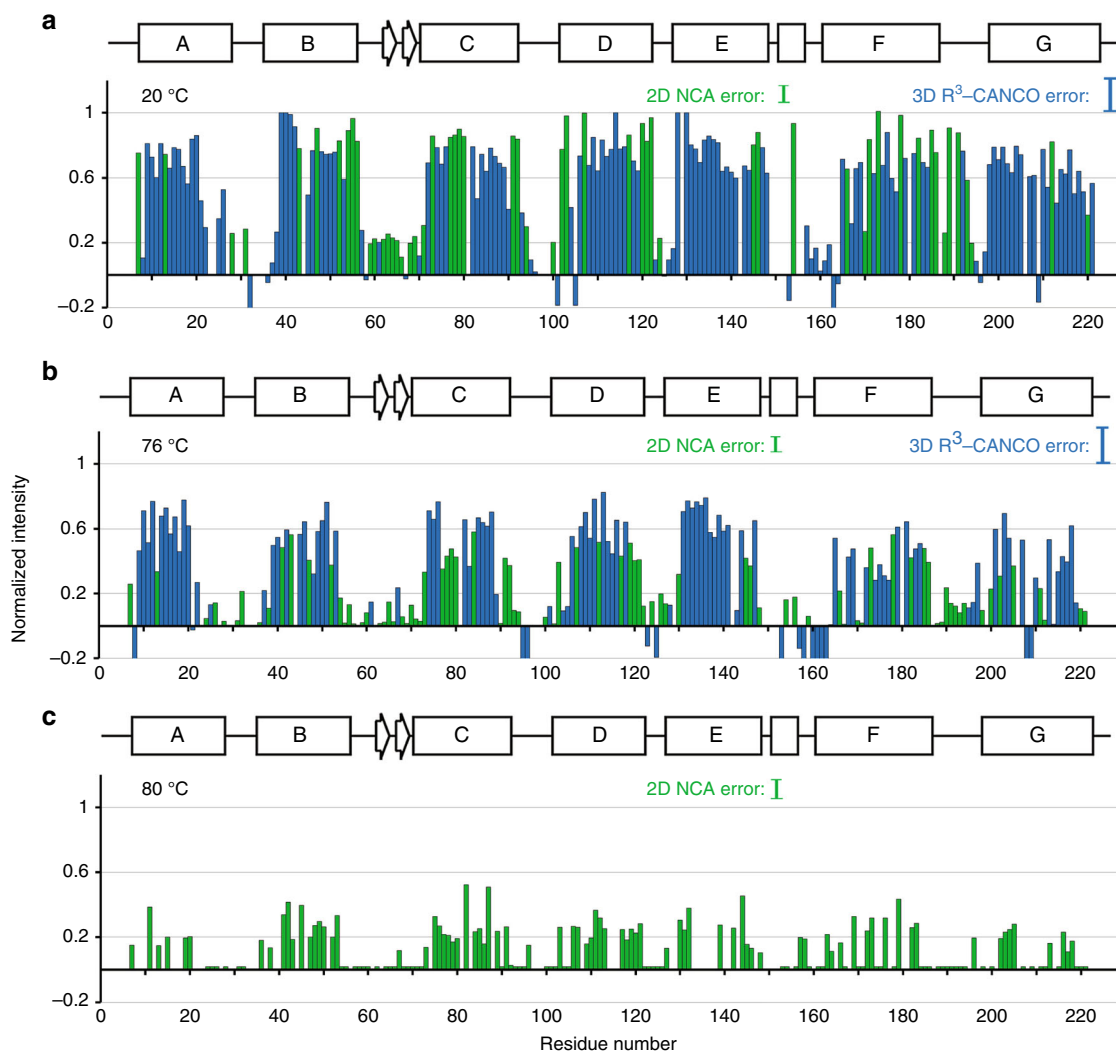 a
A B C D E F G
20 °C 2D NCA error: 3D R³–CANCO error:
1
0.6
0.2
–0.2
0 20 40 60 80 100 120 140 160 180 200 220
b
A B C D E F G
76 °C 2D NCA error: 3D R³–CANCO error:
1
0.6
0.2
–0.2
0 20 40 60 80 100 120 140 160 180 200 220
Normalized intensity
c
A B C D E F G
80 °C 2D NCA error:
1
0.6
0.2
–0.2
0 20 40 60 80 100 120 140 160 180 200 220
Residue number